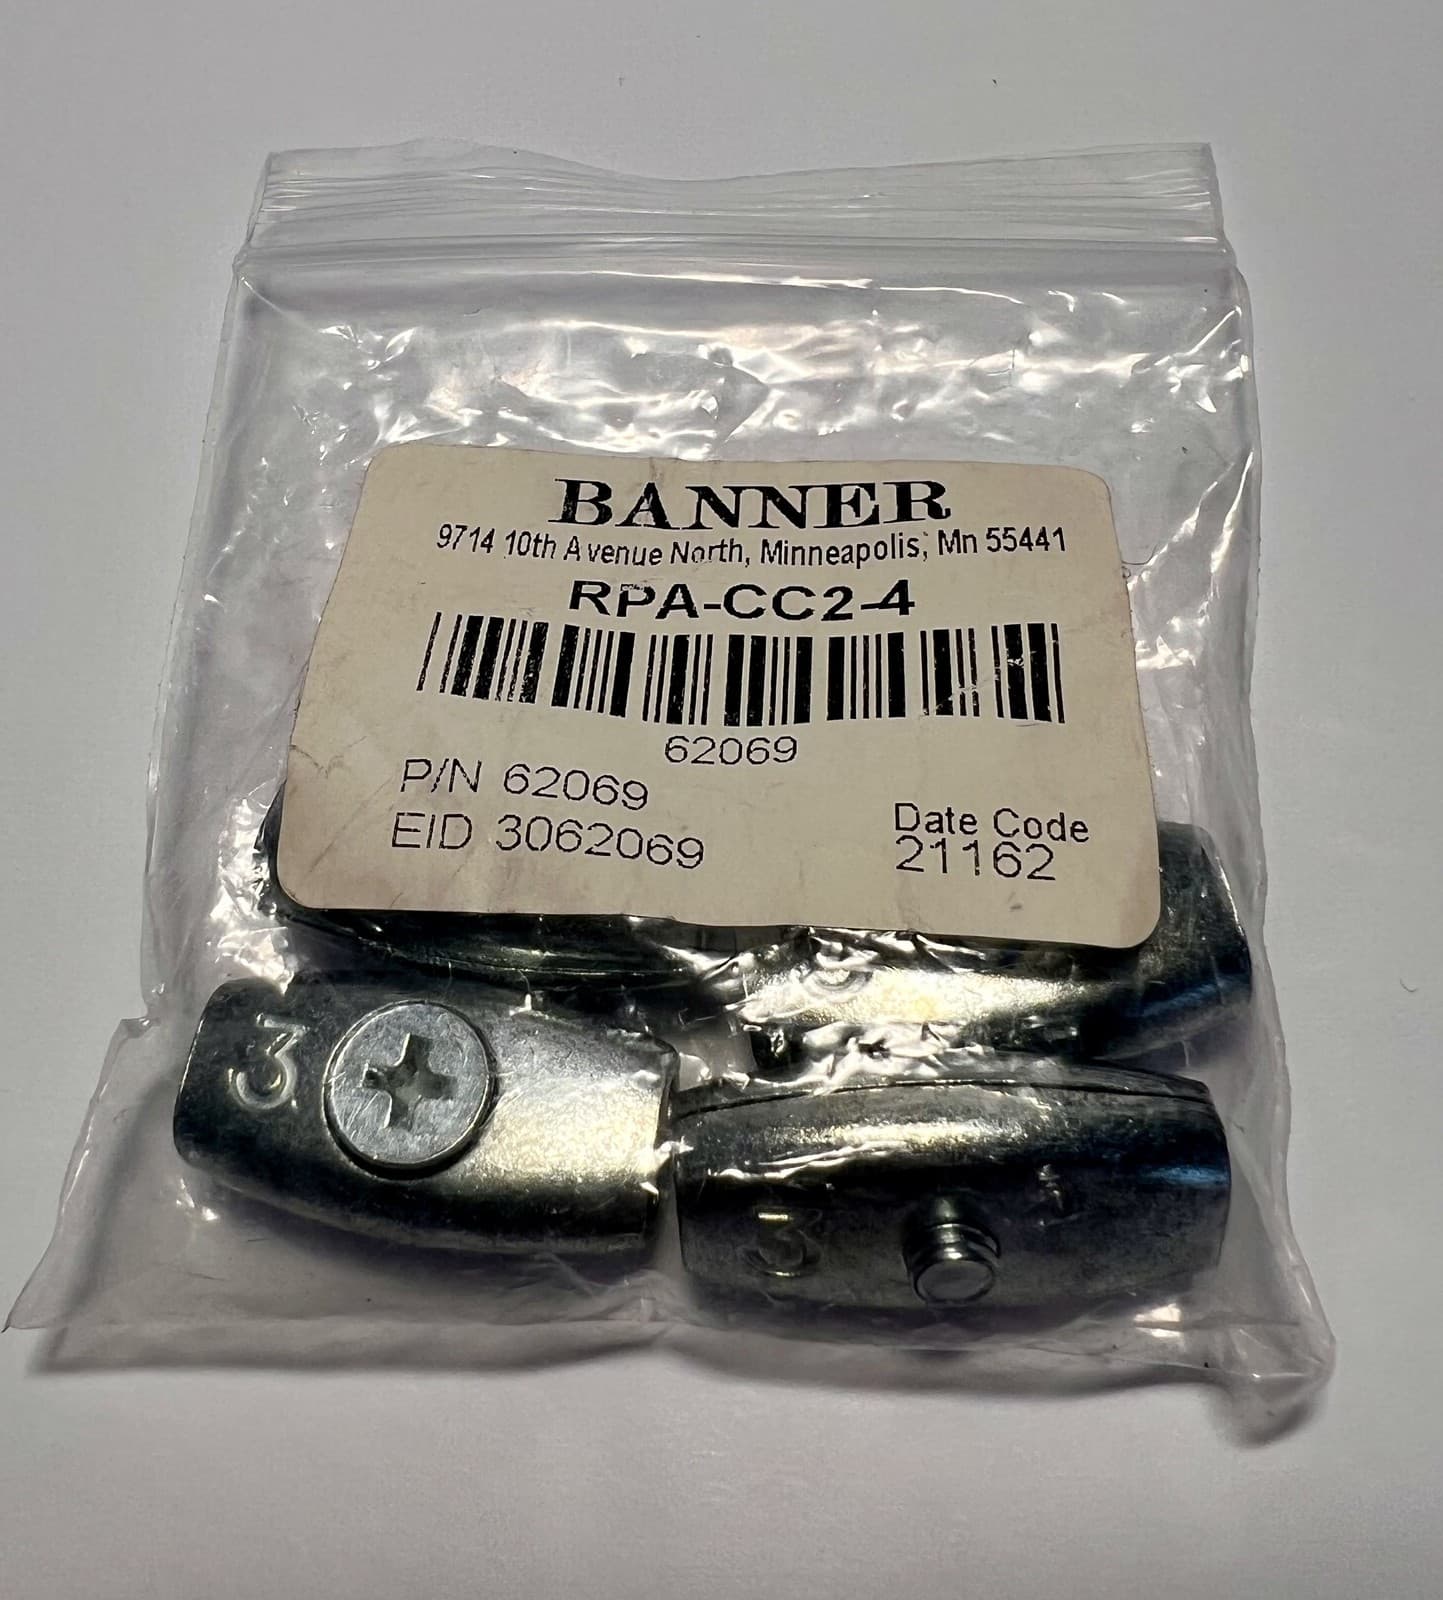 BANNER
9714 10th Avenue North, Minneapolis, Mn 55441
RPA-CC2-4
62069
P/N 62069
EID 3062069
Date Code
21162
3
3